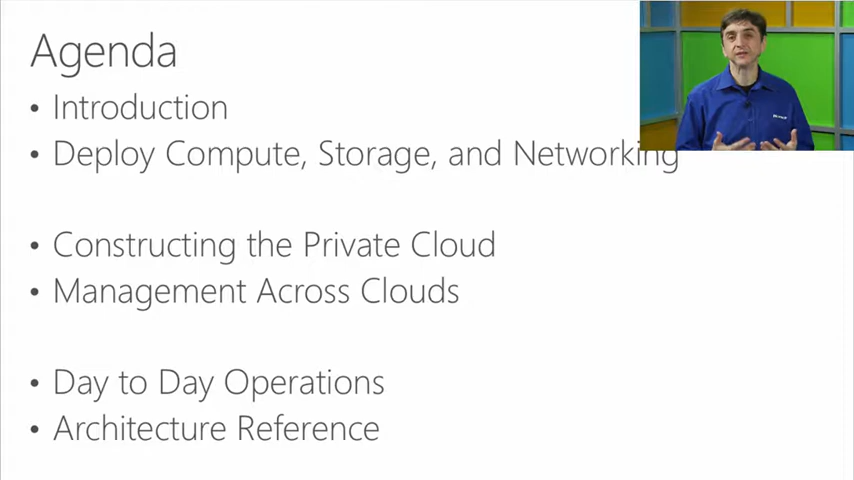 Agenda
• Introduction
• Deploy Compute, Storage, and Networking
• Constructing the Private Cloud
• Management Across Clouds
• Day to Day Operations
• Architecture Reference